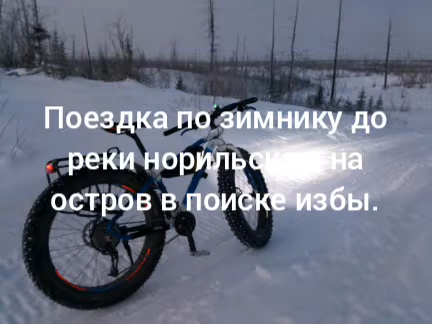 Поездка по зимнику до
реки норильской на
остров в поиске избы.